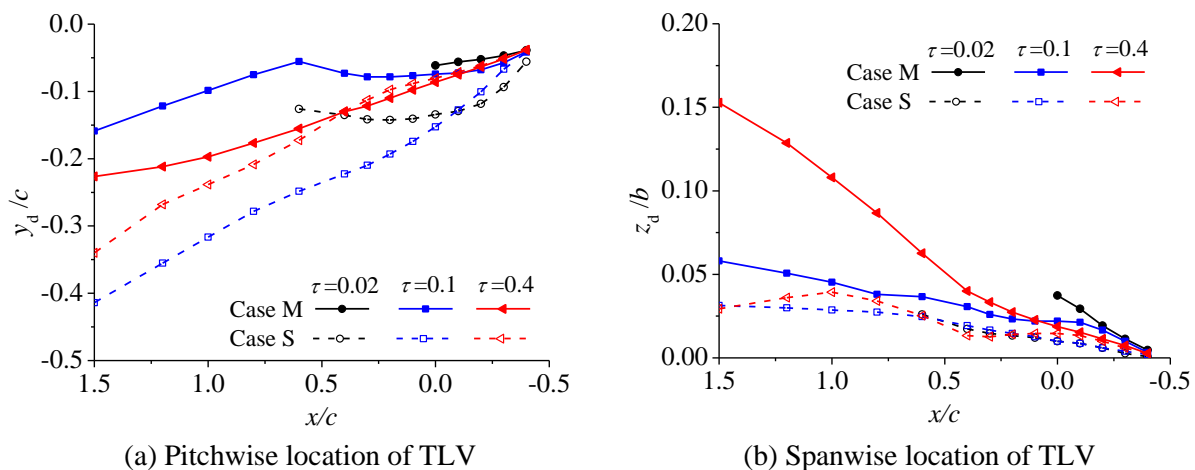 0.0
-0.1
-0.2
-0.3
-0.4
-0.5
y_d/c
τ=0.02 τ=0.1 τ=0.4
Case M
Case S
1.5 1.0 0.5 0.0 -0.5
x/c
(a) Pitchwise location of TLV
0.20
0.15
0.10
0.05
0.00
z_d/b
τ=0.02 τ=0.1 τ=0.4
Case M
Case S
1.5 1.0 0.5 0.0 -0.5
x/c
(b) Spanwise location of TLV